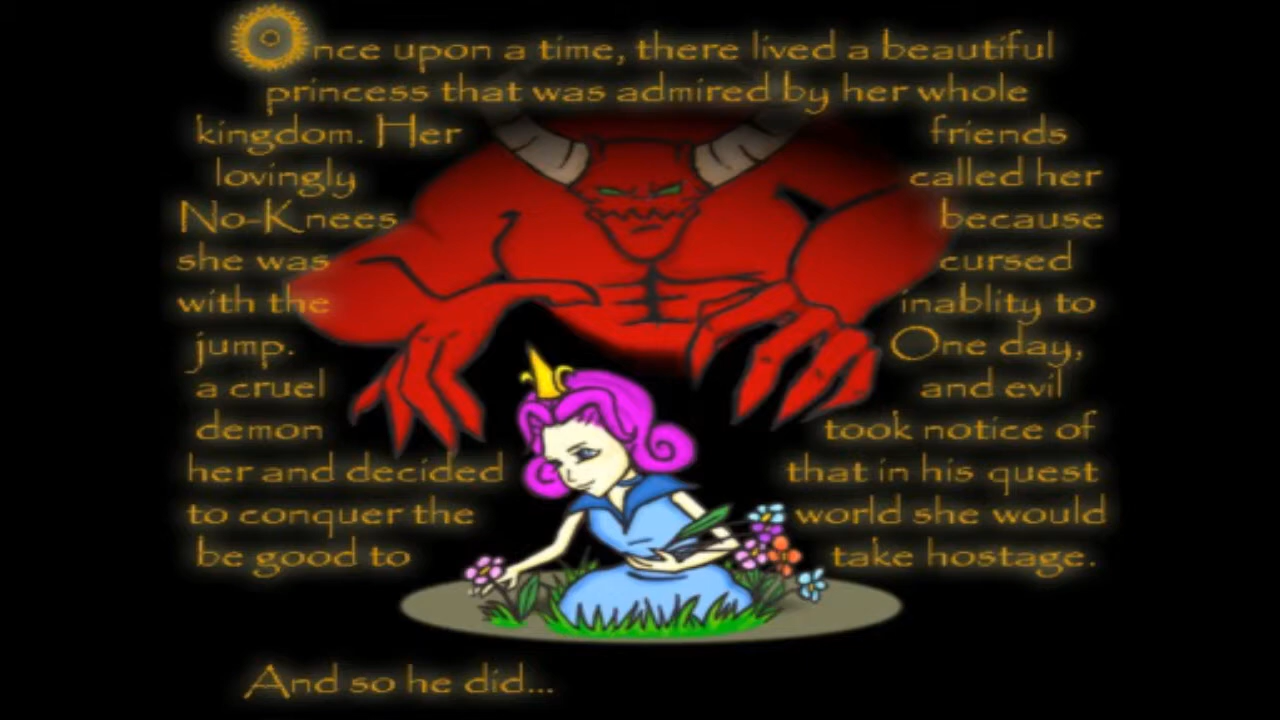 Once upon a time, there lived a beautiful
princess that was admired by her whole
kingdom. Her friends
lovingly called her
No-Knees because
she was cursed
with the inablity to
jump. One day,
a cruel and evil
demon took notice of
her and decided that in his quest
to conquer the world she would
be good to take hostage.
And so he did...